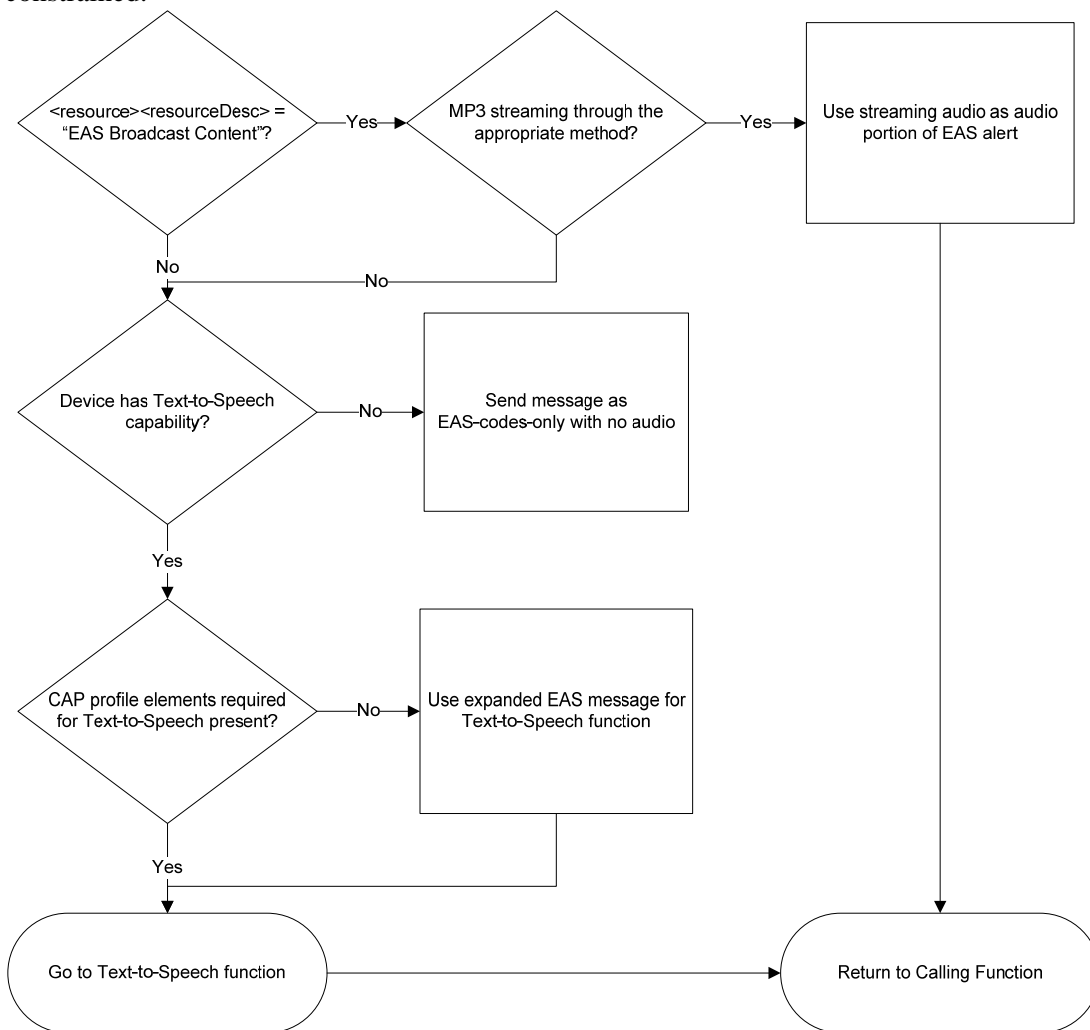 constrained.
<resource><resourceDesc> =
“EAS Broadcast Content”?
Yes
MP3 streaming through the
appropriate method?
Yes
Use streaming audio as audio
portion of EAS alert
No
No
Device has Text-to-Speech
capability?
No
Send message as
EAS-codes-only with no audio
Yes
CAP profile elements required
for Text-to-Speech present?
No
Use expanded EAS message for
Text-to-Speech function
Yes
Go to Text-to-Speech function
Return to Calling Function